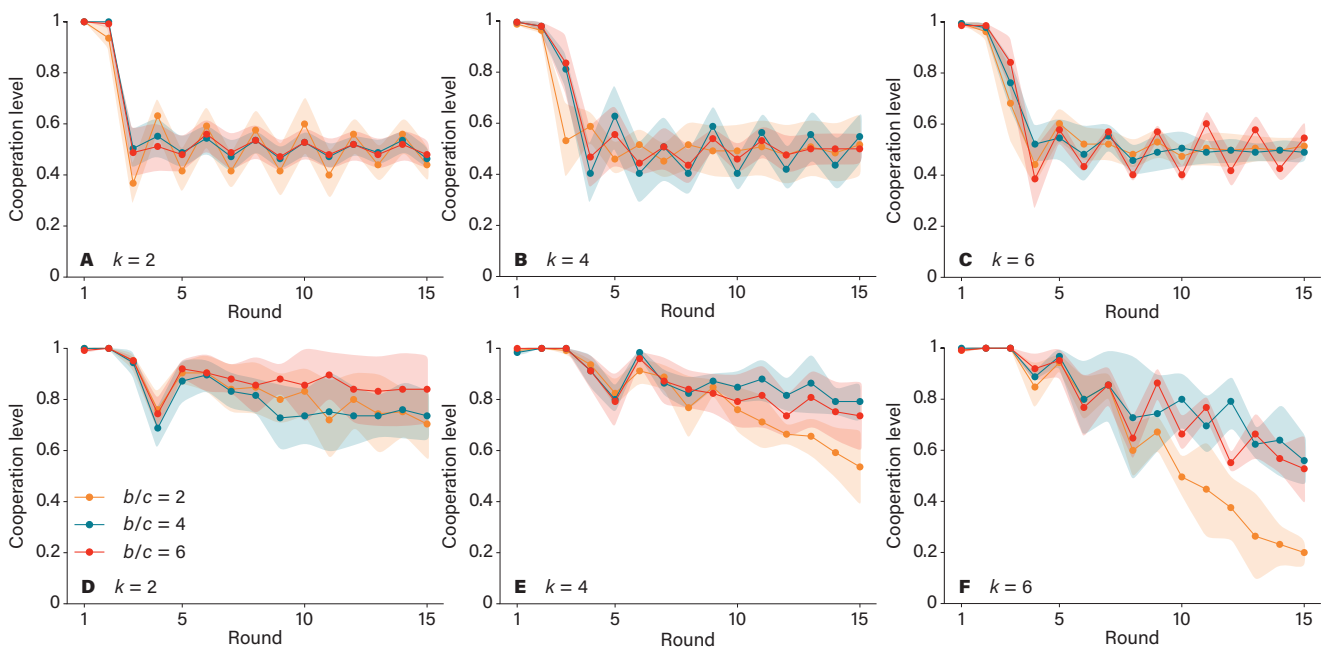 1
0.8
0.6
0.4
0.2
0
Cooperation level
A k = 2
1
5
10
15
Round
1
0.8
0.6
0.4
0.2
0
Cooperation level
B k = 4
1
5
10
15
Round
1
0.8
0.6
0.4
0.2
0
Cooperation level
C k = 6
1
5
10
15
Round
1
0.8
0.6
0.4
0.2
0
Cooperation level
b/c = 2
b/c = 4
b/c = 6
D k = 2
1
5
10
15
Round
1
0.8
0.6
0.4
0.2
0
Cooperation level
E k = 4
1
5
10
15
Round
1
0.8
0.6
0.4
0.2
0
Cooperation level
F k = 6
1
5
10
15
Round